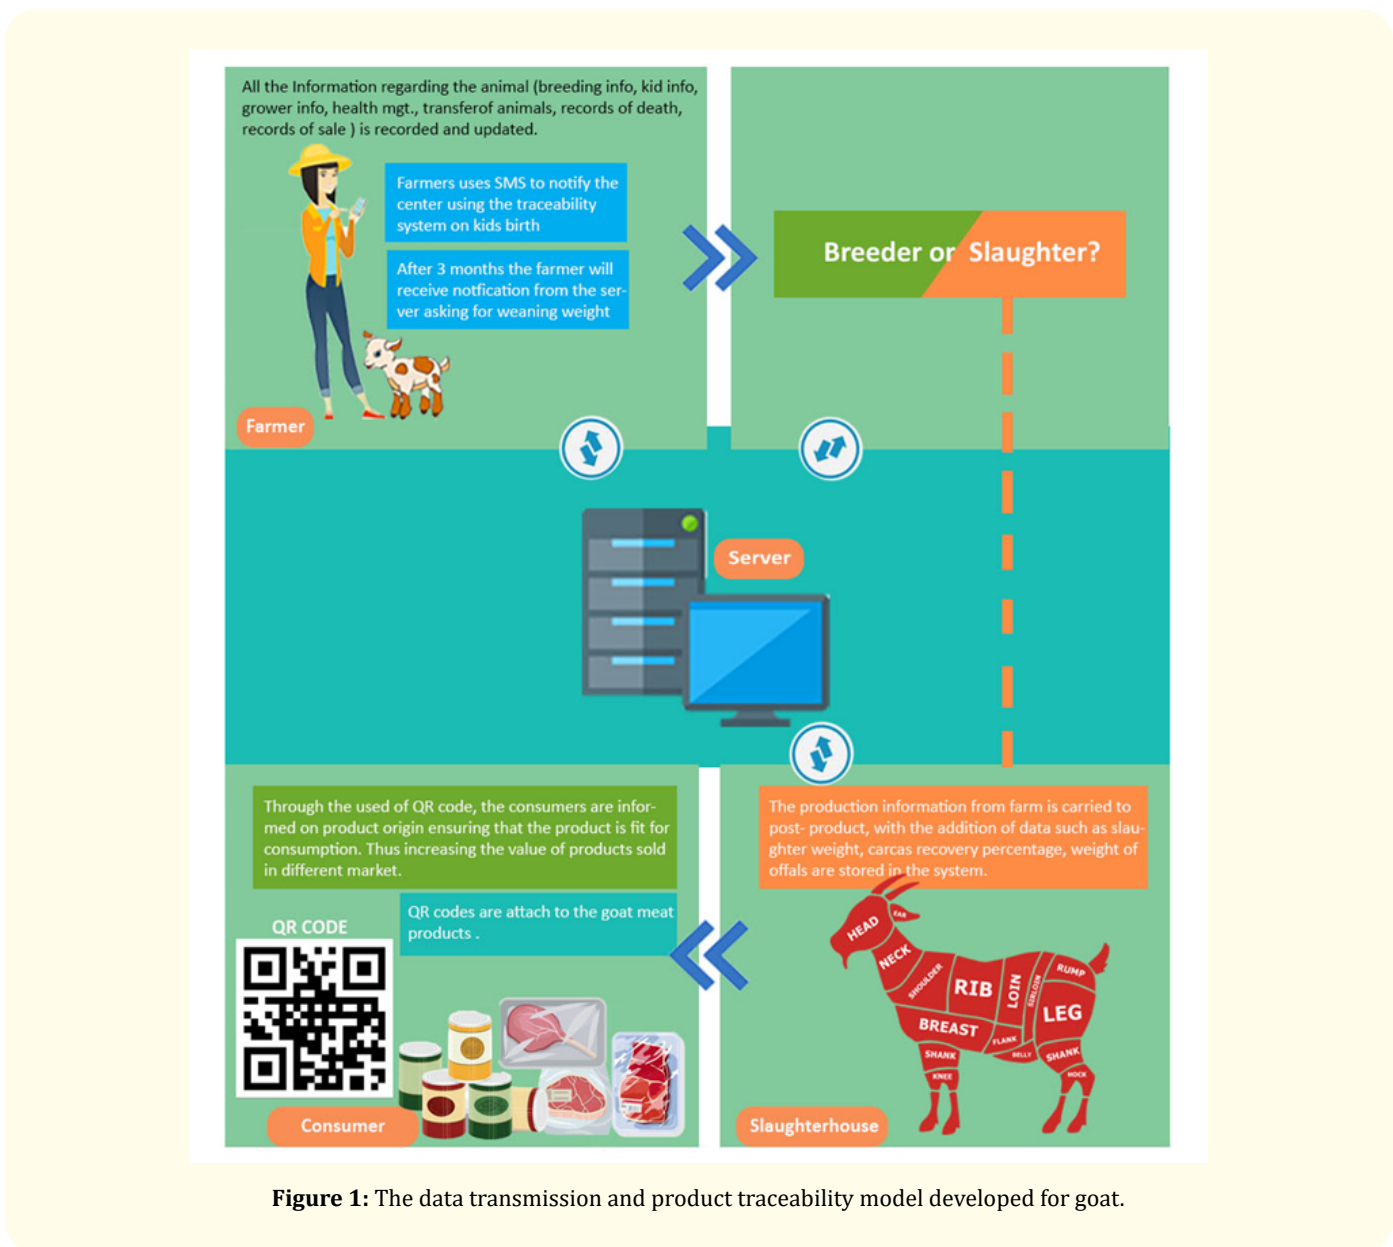 All the Information regarding the animal (breeding info, kid info,
grower info, health mgt., transferof animals, records of death,
records of sale ) is recorded and updated.
Farmers uses SMS to notify the
center using the traceability
system on kids birth
After 3 months the farmer will
receive notfication from the ser-
ver asking for weaning weight
Farmer
Breeder or Slaughter?
Server
Through the used of QR code, the consumers are infor-
med on product origin ensuring that the product is fit for
consumption. Thus increasing the value of products sold
in different market.
QR codes are attach to the goat meat
products .
QR CODE
Consumer
The production information from farm is carried to
post- product, with the addition of data such as slau-
ghter weight, carcas recovery percentage, weight of
offals are stored in the system.
HEAD
EAR
NECK
SHOULDER
RIB
LOIN
SIRLOIN
RUMP
LEG
BREAST
FLANK
BELLY
SHANK
SHANK
KNEE
HOCK
Slaughterhouse
Figure 1: The data transmission and product traceability model developed for goat.